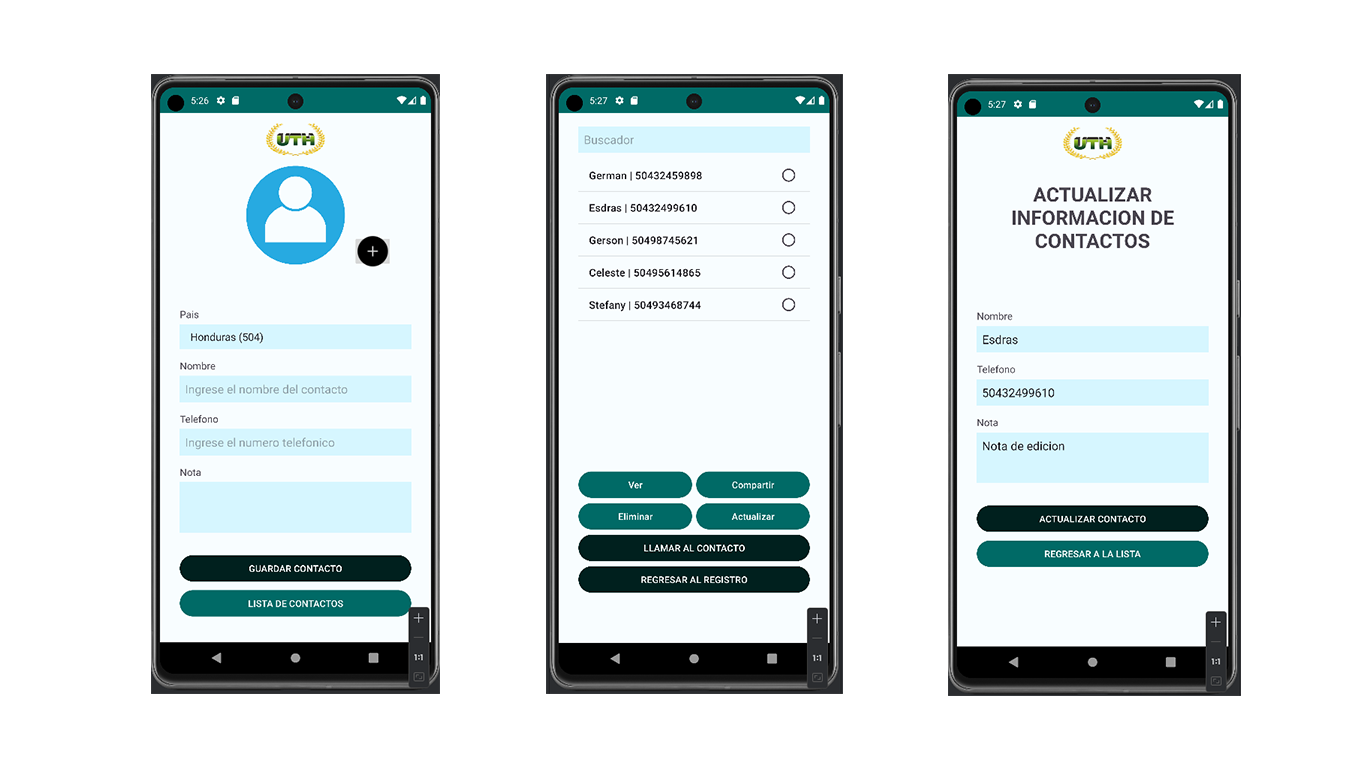 5:26
UTH
Pais
Honduras (504)
Nombre
Ingrese el nombre del contacto
Telefono
Ingrese el numero telefonico
Nota
GUARDAR CONTACTO
LISTA DE CONTACTOS
1:1
5:27
Buscador
German | 50432459898
Esdras | 50432499610
Gerson | 50498745621
Celeste | 50495614865
Stefany | 50493468744
Ver
Compartir
Eliminar
Actualizar
LLAMAR AL CONTACTO
REGRESAR AL REGISTRO
1:1
5:27
UTH
ACTUALIZAR
INFORMACION DE
CONTACTOS
Nombre
Esdras
Telefono
50432499610
Nota
Nota de edicion
ACTUALIZAR CONTACTO
REGRESAR A LA LISTA
1:1